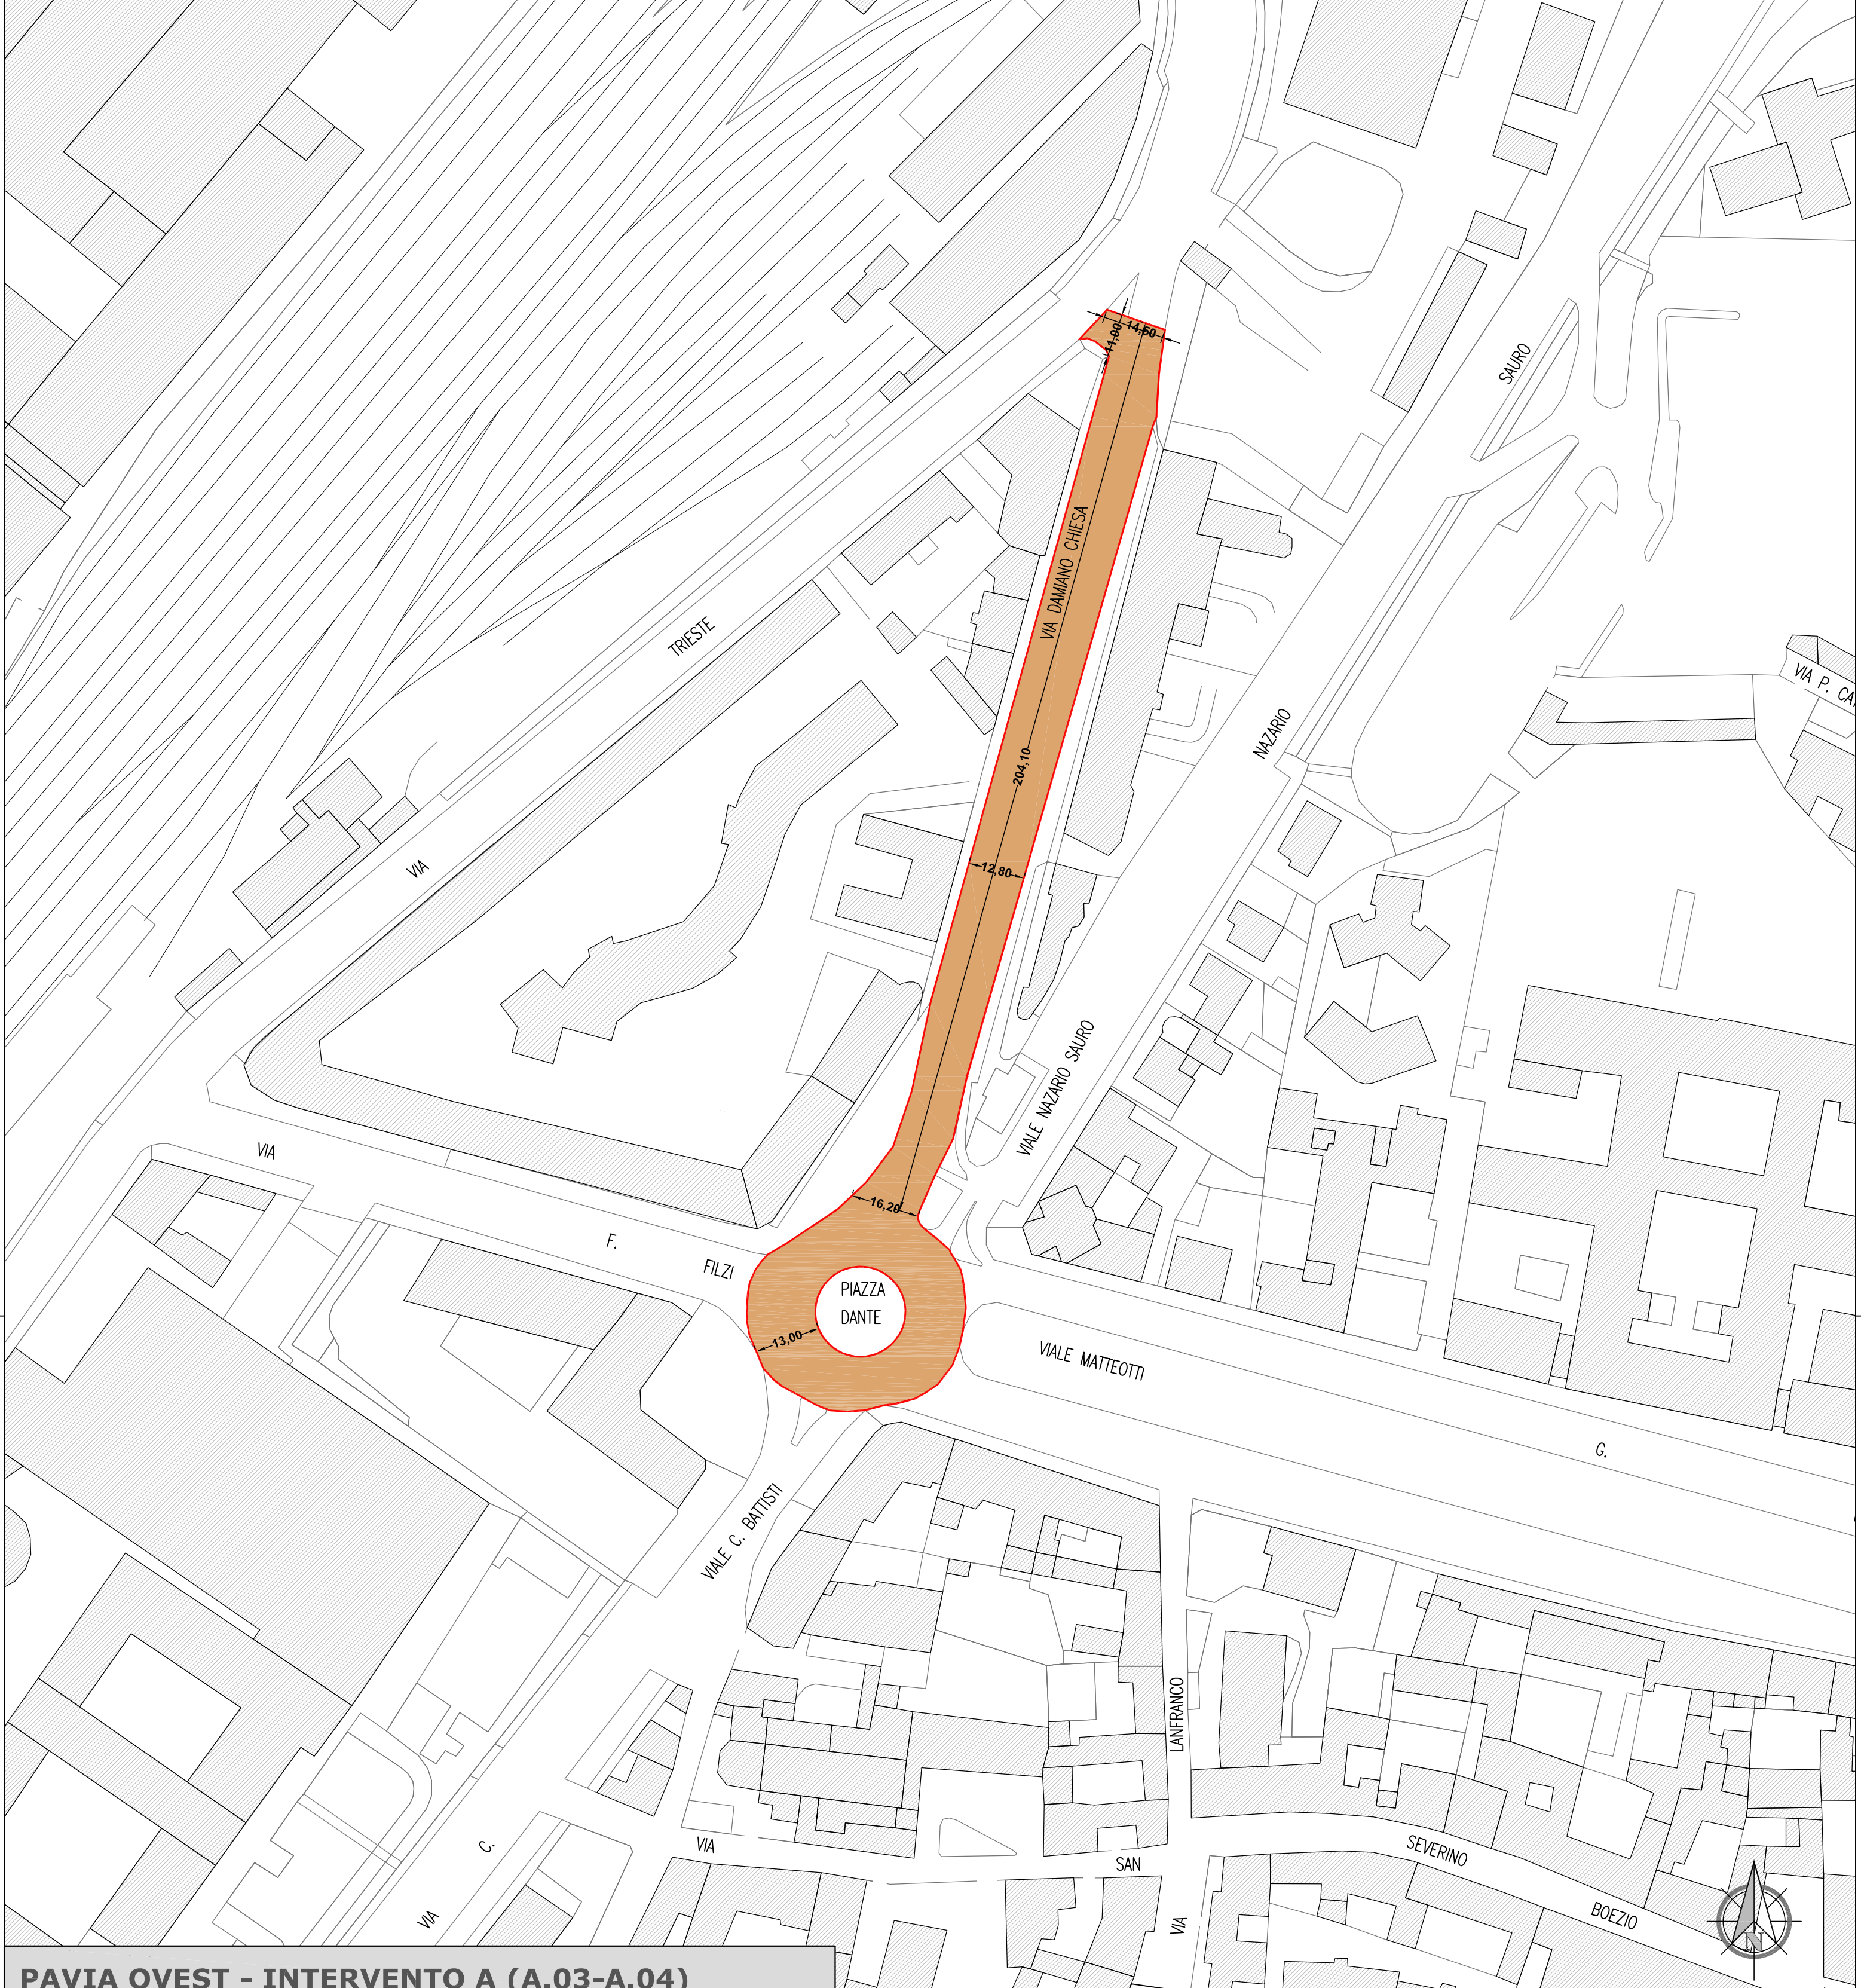 11,00
14,50
SAURO
VIA DAMIANO CHIESA
TRIESTE
VIA P. CA
NAZARIO
204,10
VIA
12,80
VIALE NAZARIO SAURO
VIA
16,20
F.
FILZI
PIAZZA
DANTE
13,00
VIALE MATTEOTTI
G.
VIALE C. BATTISTI
LANFRANCO
VIA
C.
SAN
SEVERINO
BOEZIO
VIA
VIA
N
PAVIA OVEST - INTERVENTO A (A.03-A.04)